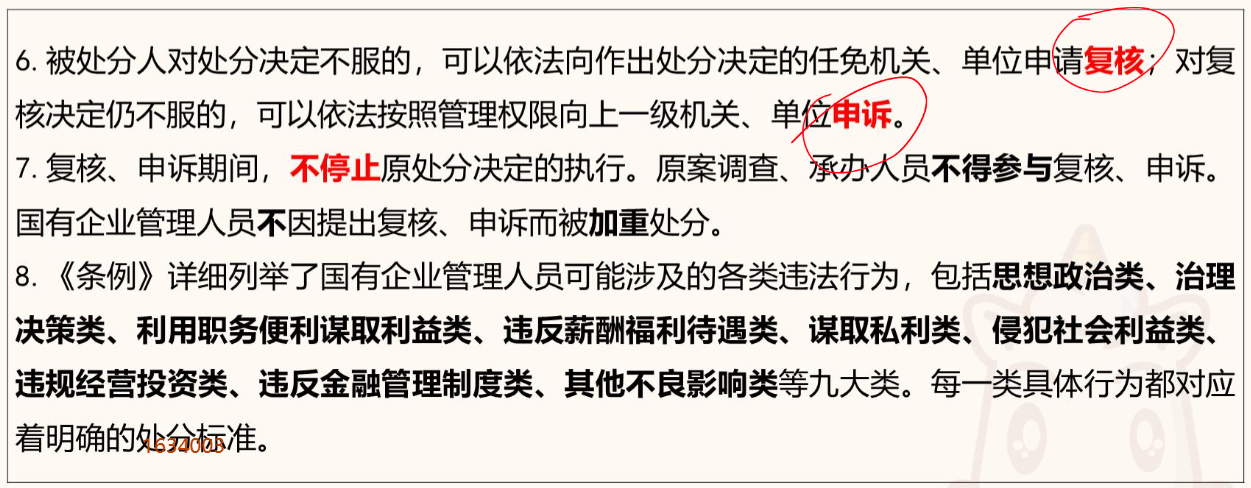 6. 被处分人对处分决定不服的，可以依法向作出处分决定的任免机关、单位申请复核；对复
核决定仍不服的，可以依法按照管理权限向上一级机关、单位申诉。
7. 复核、申诉期间，不停止原处分决定的执行。原案调查、承办人员不得参与复核、申诉。
国有企业管理人员不因提出复核、申诉而被加重处分。
8. 《条例》详细列举了国有企业管理人员可能涉及的各类违法行为，包括思想政治类、治理
决策类、利用职务便利谋取利益类、违反薪酬福利待遇类、谋取私利类、侵犯社会利益类、
违规经营投资类、违反金融管理制度类、其他不良影响类等九大类。每一类具体行为都对应
着明确的处分标准。
1634003